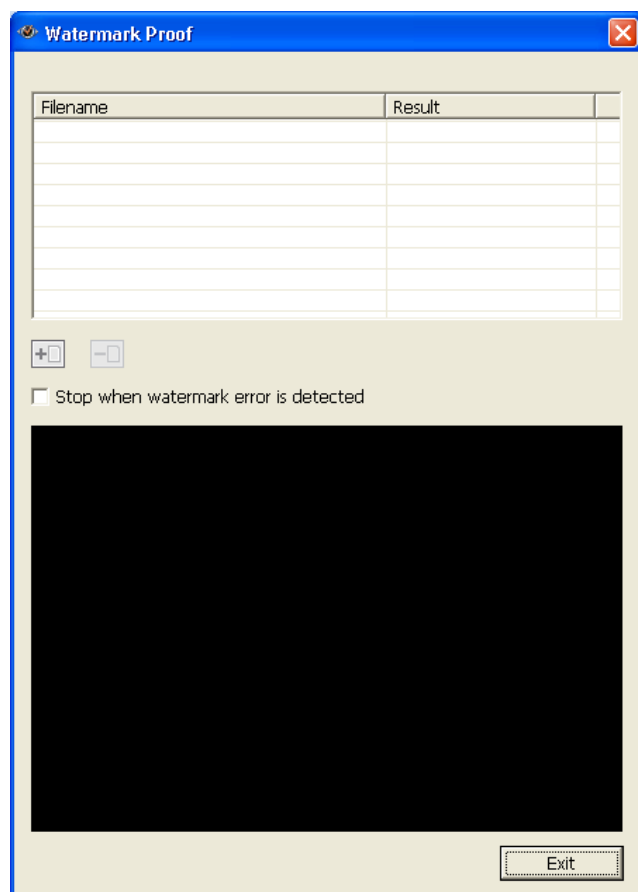 Watermark Proof
Filename Result
Stop when watermark error is detected
Exit